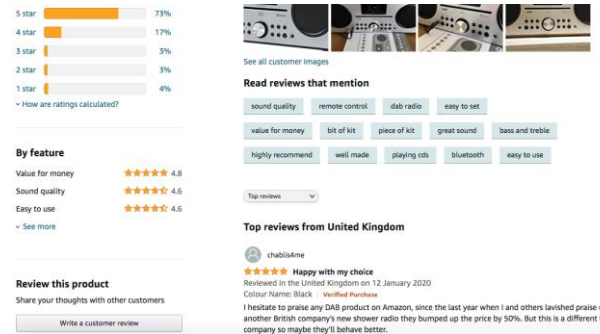 5 star 73%
4 star 17%
3 star 3%
2 star 3%
1 star 4%
How are ratings calculated?
By feature
Value for money 4.8
Sound quality 4.6
Easy to use 4.6
See more
Review this product
Share your thoughts with other customers
Write a customer review
See all customer images
Read reviews that mention
sound quality remote control dab radio easy to set
value for money bit of kit piece of kit great sound bass and treble
highly recommend well made playing cds bluetooth easy to use
Top reviews
Top reviews from United Kingdom
chablis4me
Happy with my choice
Reviewed in the United Kingdom on 12 January 2020
Colour Name: Black Verified Purchase
I hesitate to praise any DAB product on Amazon, since the last year when I and others lavished praise
another British company's new shower radio they bumped up the price by 50%. But this is a different
company so maybe they'll behave better.